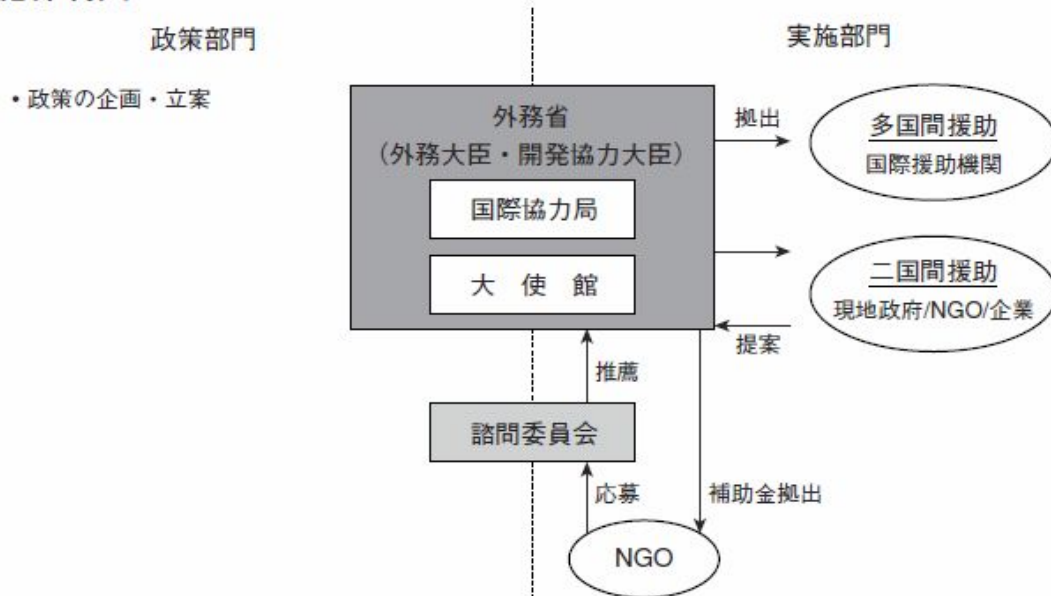 政策部門
実施部門
• 政策の企画・立案
外務省
（外務大臣・開発協力大臣）
国際協力局
大 使 館
拠出
多国間援助
国際援助機関
二国間援助
現地政府/NGO/企業
提案
推薦
諮問委員会
応募
補助金拠出
NGO